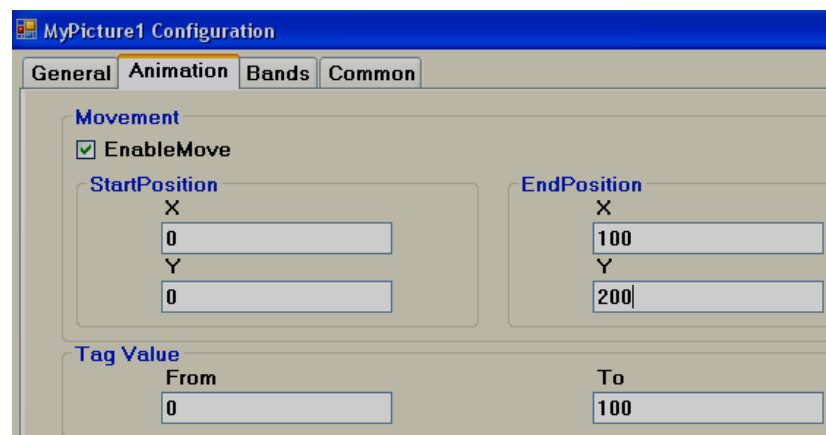 MyPicture1 Configuration
General Animation Bands Common
Movement
EnableMove
StartPosition EndPosition
X X
0 100
Y Y
0 200
Tag Value
From To
0 100